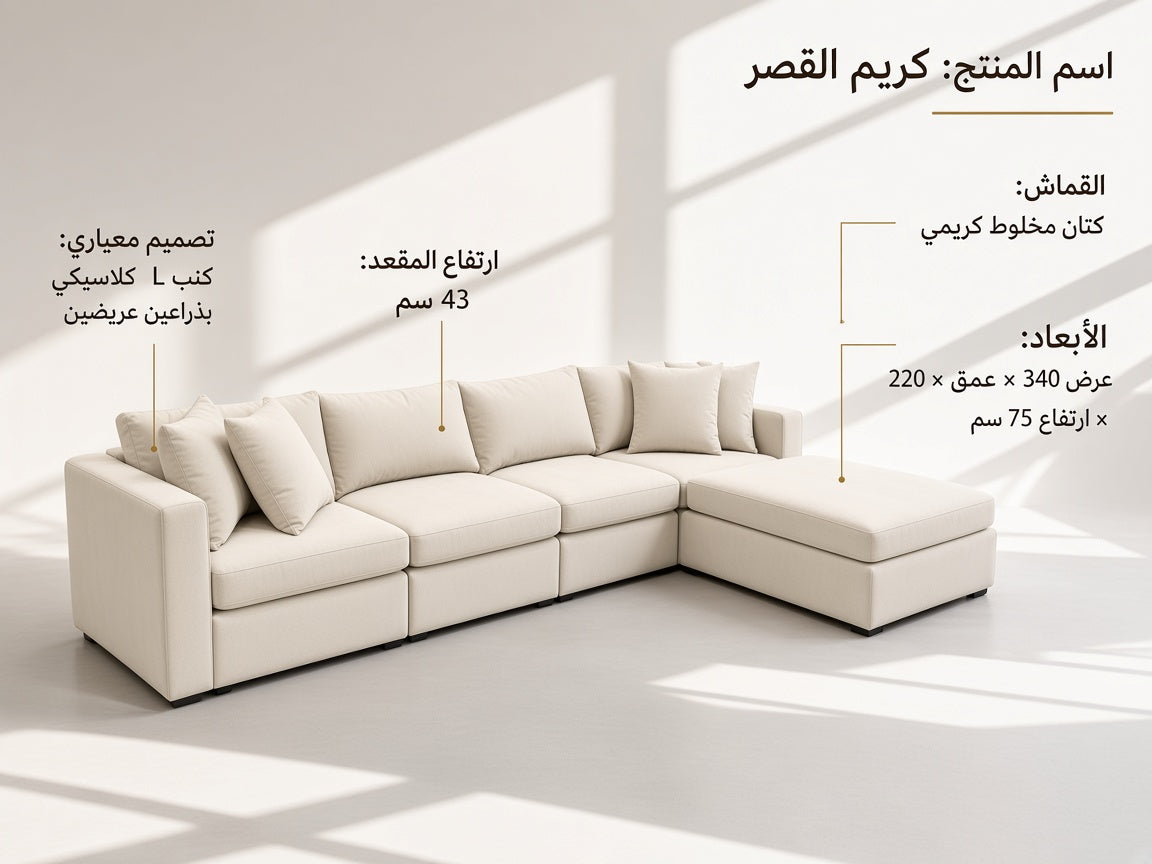 اسم المنتج: كريم القصر
القماش:
كتان مخلوط كريمي
الأبعاد:
عرض 340 × عمق × 220
× ارتفاع 75 سم
ارتفاع المقعد:
43 سم
تصميم معياري:
كنب L كلاسيكي
بذراعين عريضين